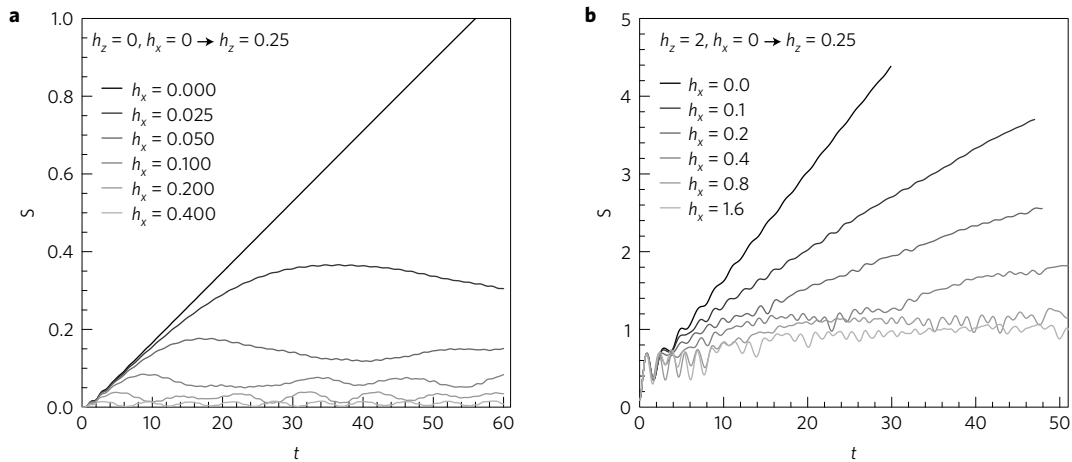 a
h_z = 0, h_x = 0 → h_z = 0.25
h_x = 0.000
h_x = 0.025
h_x = 0.050
h_x = 0.100
h_x = 0.200
h_x = 0.400
1.0
0.8
0.6
0.4
0.2
0.0
S
0 10 20 30 40 50 60
t
b
h_z = 2, h_x = 0 → h_z = 0.25
h_x = 0.0
h_x = 0.1
h_x = 0.2
h_x = 0.4
h_x = 0.8
h_x = 1.6
5
4
3
2
1
0
S
0 10 20 30 40 50
t